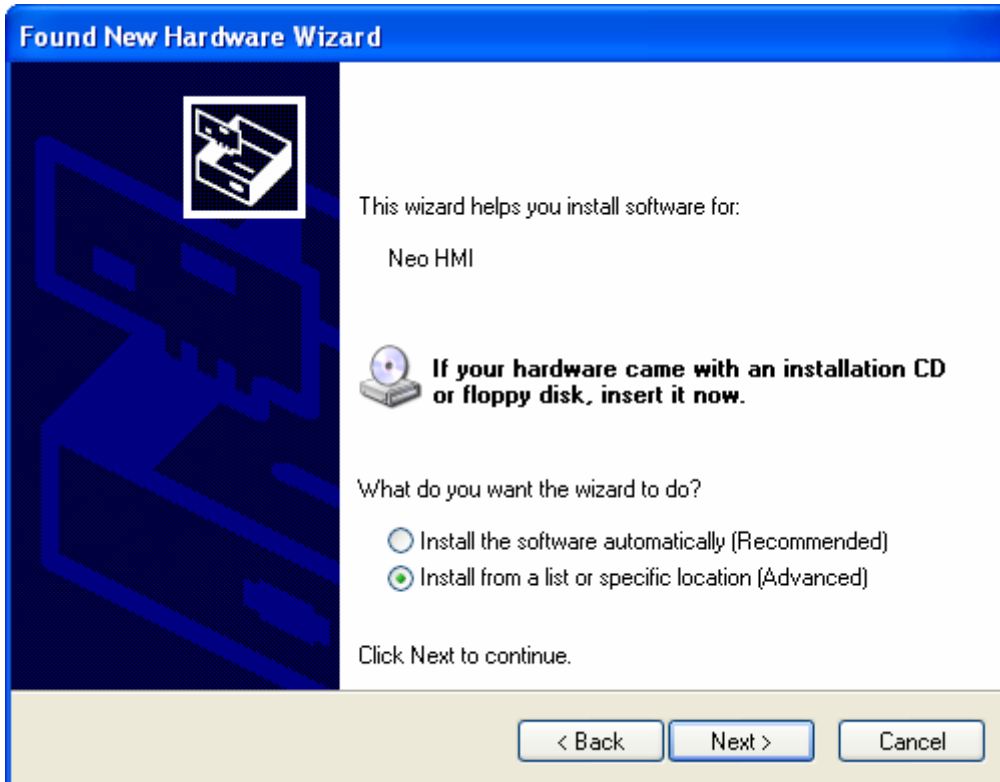 Found New Hardware Wizard
This wizard helps you install software for:
Neo HMI
If your hardware came with an installation CD
or floppy disk, insert it now.
What do you want the wizard to do?
Install the software automatically (Recommended)
Install from a list or specific location (Advanced)
Click Next to continue.
< Back Next > Cancel